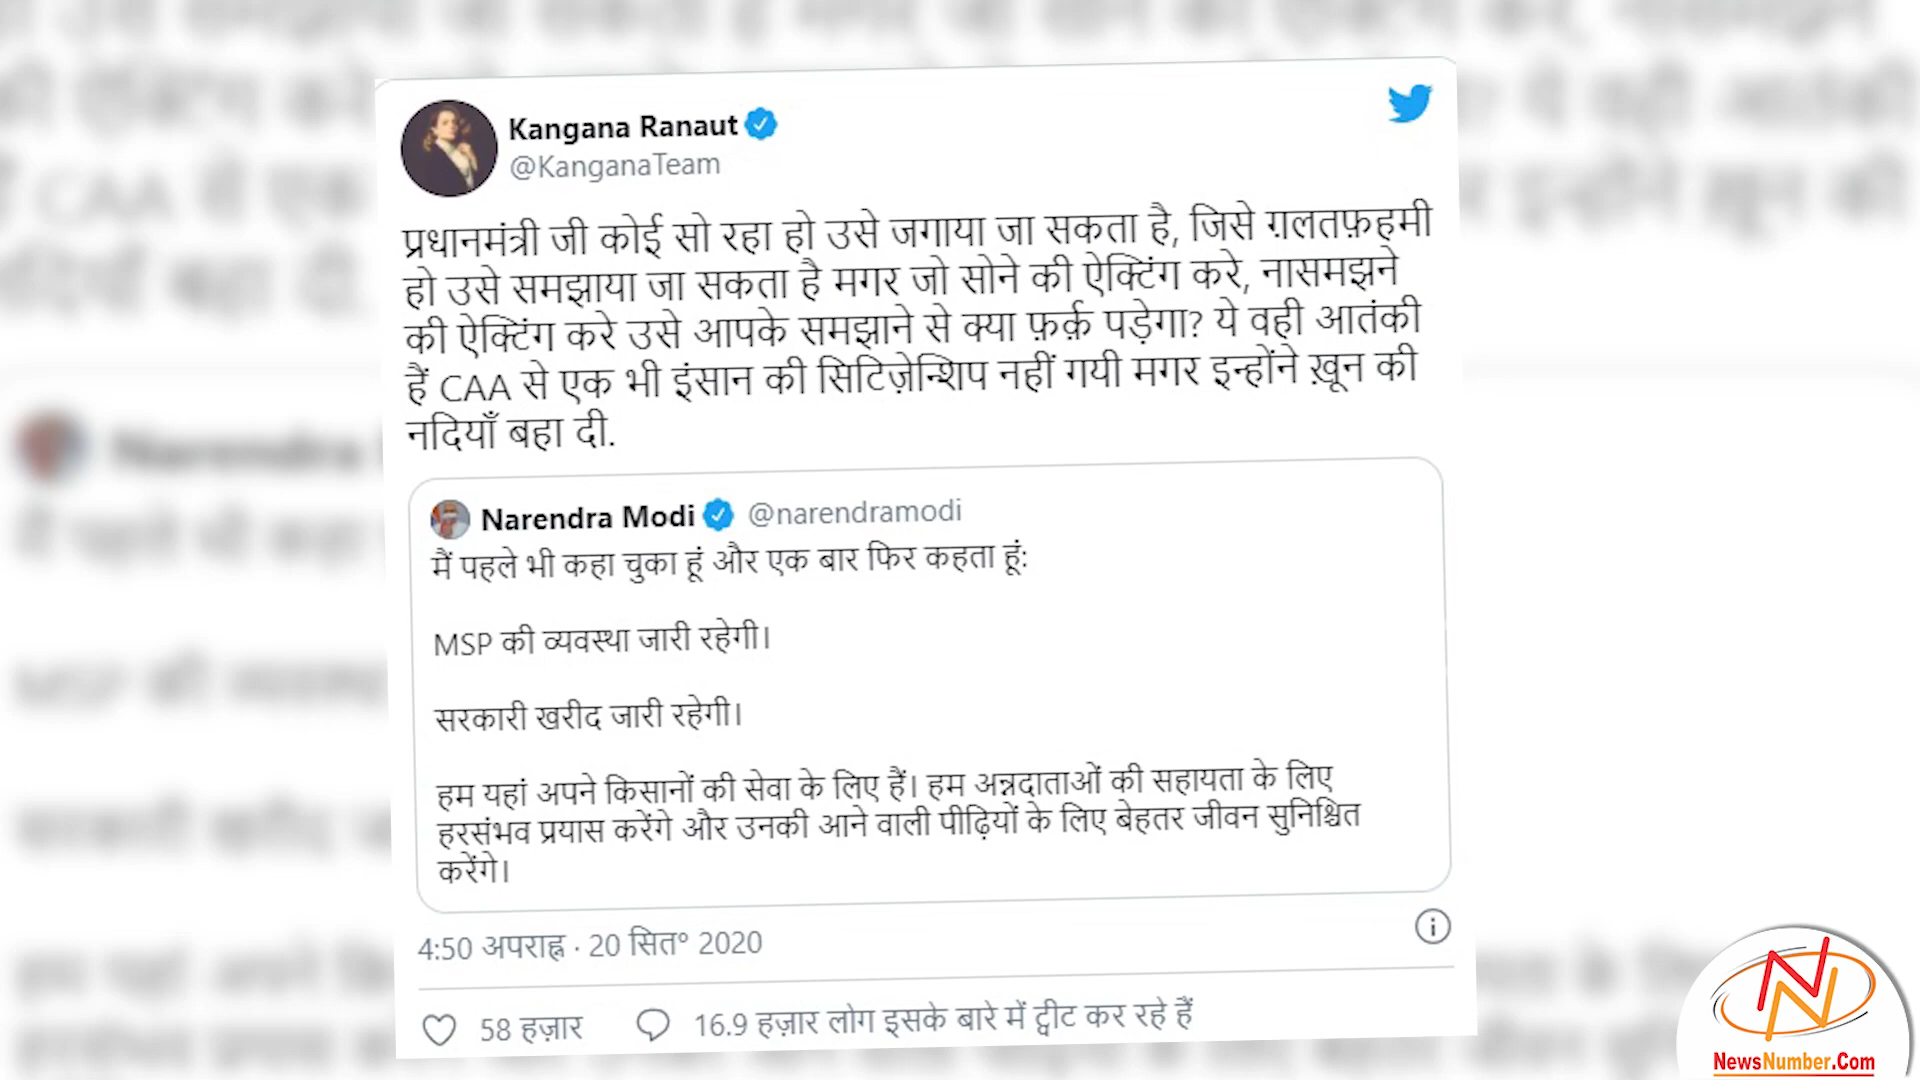 Kangana Ranaut
@KanganaTeam
प्रधानमंत्री जी कोई सो रहा हो उसे जगाया जा सकता है, जिसे ग़लतफ़हमी
हो उसे समझाया जा सकता है मगर जो सोने की ऐक्टिंग करे, नासमझने
की ऐक्टिंग करे उसे आपके समझाने से क्या फ़र्क़ पड़ेगा? ये वही आतंकी
हैं CAA से एक भी इंसान की सिटिज़ेन्शिप नहीं गयी मगर इन्होंने ख़ून की
नदियाँ बहा दी.
Narendra Modi @narendramodi
मैं पहले भी कहा चुका हूं और एक बार फिर कहता हूं:
MSP की व्यवस्था जारी रहेगी।
सरकारी खरीद जारी रहेगी।
हम यहां अपने किसानों की सेवा के लिए हैं। हम अन्नदाताओं की सहायता के लिए
हरसंभव प्रयास करेंगे और उनकी आने वाली पीढ़ियों के लिए बेहतर जीवन सुनिश्चित
करेंगे।
4:50 अपराह्न · 20 सित॰ 2020
58 हज़ार 16.9 हज़ार लोग इसके बारे में ट्वीट कर रहे हैं
NewsNumber.Com